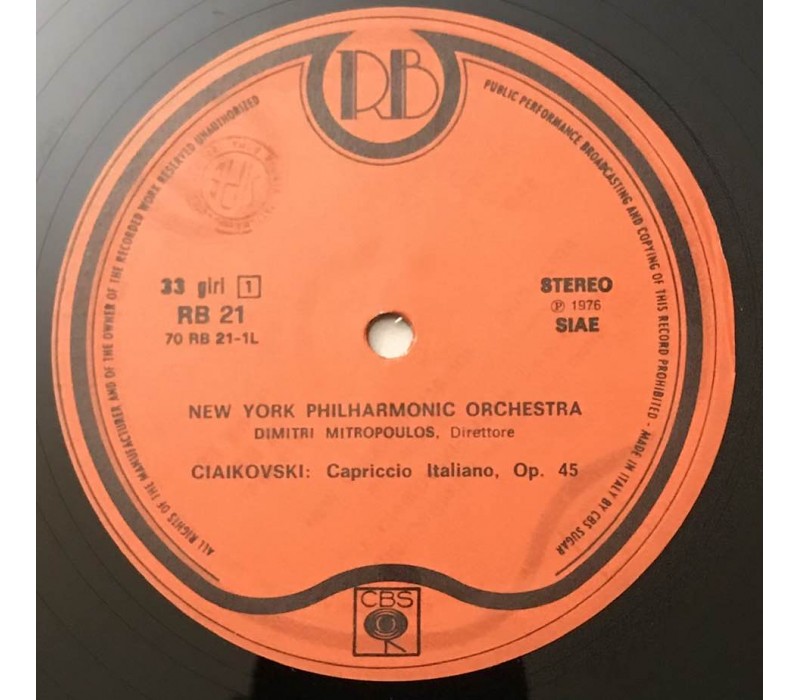 RB
ALL RIGHTS OF THE MANUFACTURER AND OF THE OWNER OF THE RECORDED WORK RESERVED UNAUTHORIZED
PUBLIC PERFORMANCE BROADCASTING AND COPYING OF THIS RECORD PROHIBITED - MADE IN ITALY BY CBS SUGAR
33 giri 1
RB 21
70 RB 21-1L
STEREO
℗ 1976
SIAE
NEW YORK PHILHARMONIC ORCHESTRA
DIMITRI MITROPOULOS, Direttore
CIAIKOVSKI: Capriccio Italiano, Op. 45
CBS